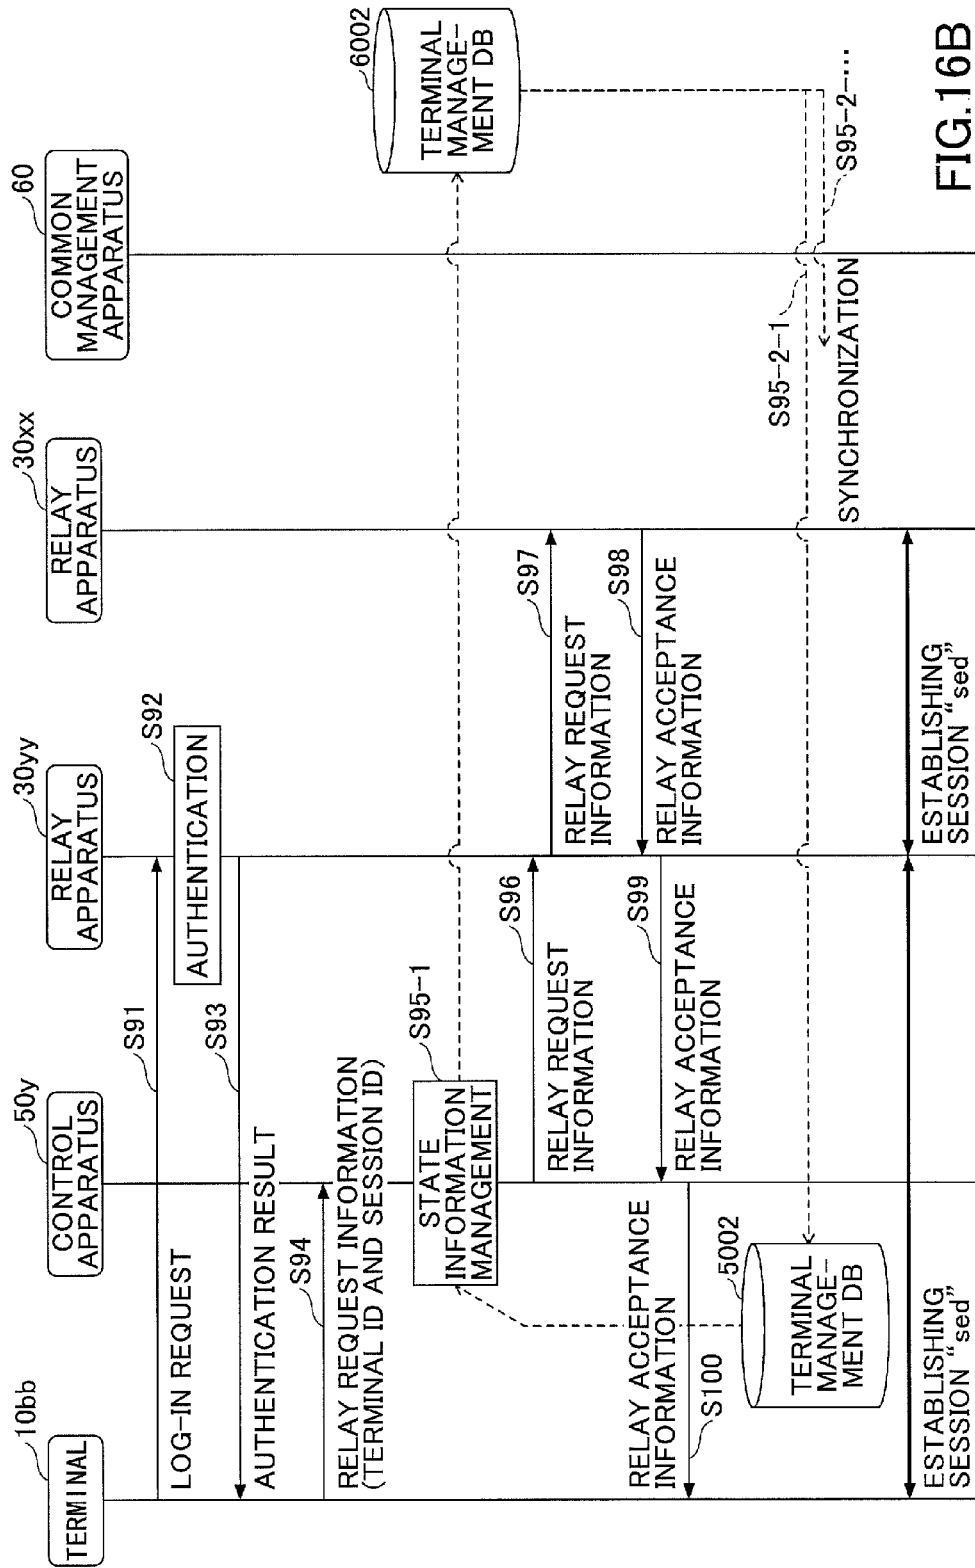 10bb
TERMINAL
50y
CONTROL
APPARATUS
30yy
RELAY
APPARATUS
30xx
RELAY
APPARATUS
60
COMMON
MANAGEMENT
APPARATUS
S91
LOG-IN REQUEST
S92
AUTHENTICATION
S93
AUTHENTICATION RESULT
S94
RELAY REQUEST INFORMATION
(TERMINAL ID AND SESSION ID)
S95-1
STATE
INFORMATION
MANAGEMENT
6002
TERMINAL
MANAGE-
MENT DB
S96
RELAY REQUEST
INFORMATION
S97
RELAY REQUEST
INFORMATION
S98
RELAY ACCEPTANCE
INFORMATION
S99
RELAY ACCEPTANCE
INFORMATION
RELAY ACCEPTANCE
INFORMATION
S100
5002
TERMINAL
MANAGE-
MENT DB
S95-2-1
S95-2-...
SYNCHRONIZATION
ESTABLISHING
SESSION “sed”
ESTABLISHING
SESSION “sed”
FIG.16B